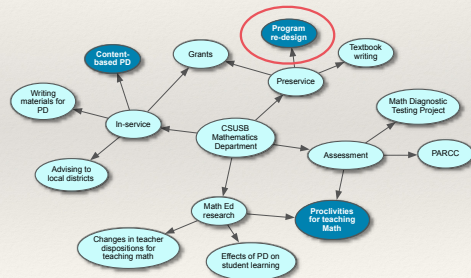 Program
re-design
Content-
based PD
Grants
Textbook
writing
Preservice
Writing
materials for
PD
Math Diagnostic
Testing Project
In-service
CSUSB
Mathematics
Department
Assessment
PARCC
Advising to
local districts
Math Ed
research
Proclivities
for teaching
Math
Changes in teacher
dispositions for
teaching math
Effects of PD on
student learning